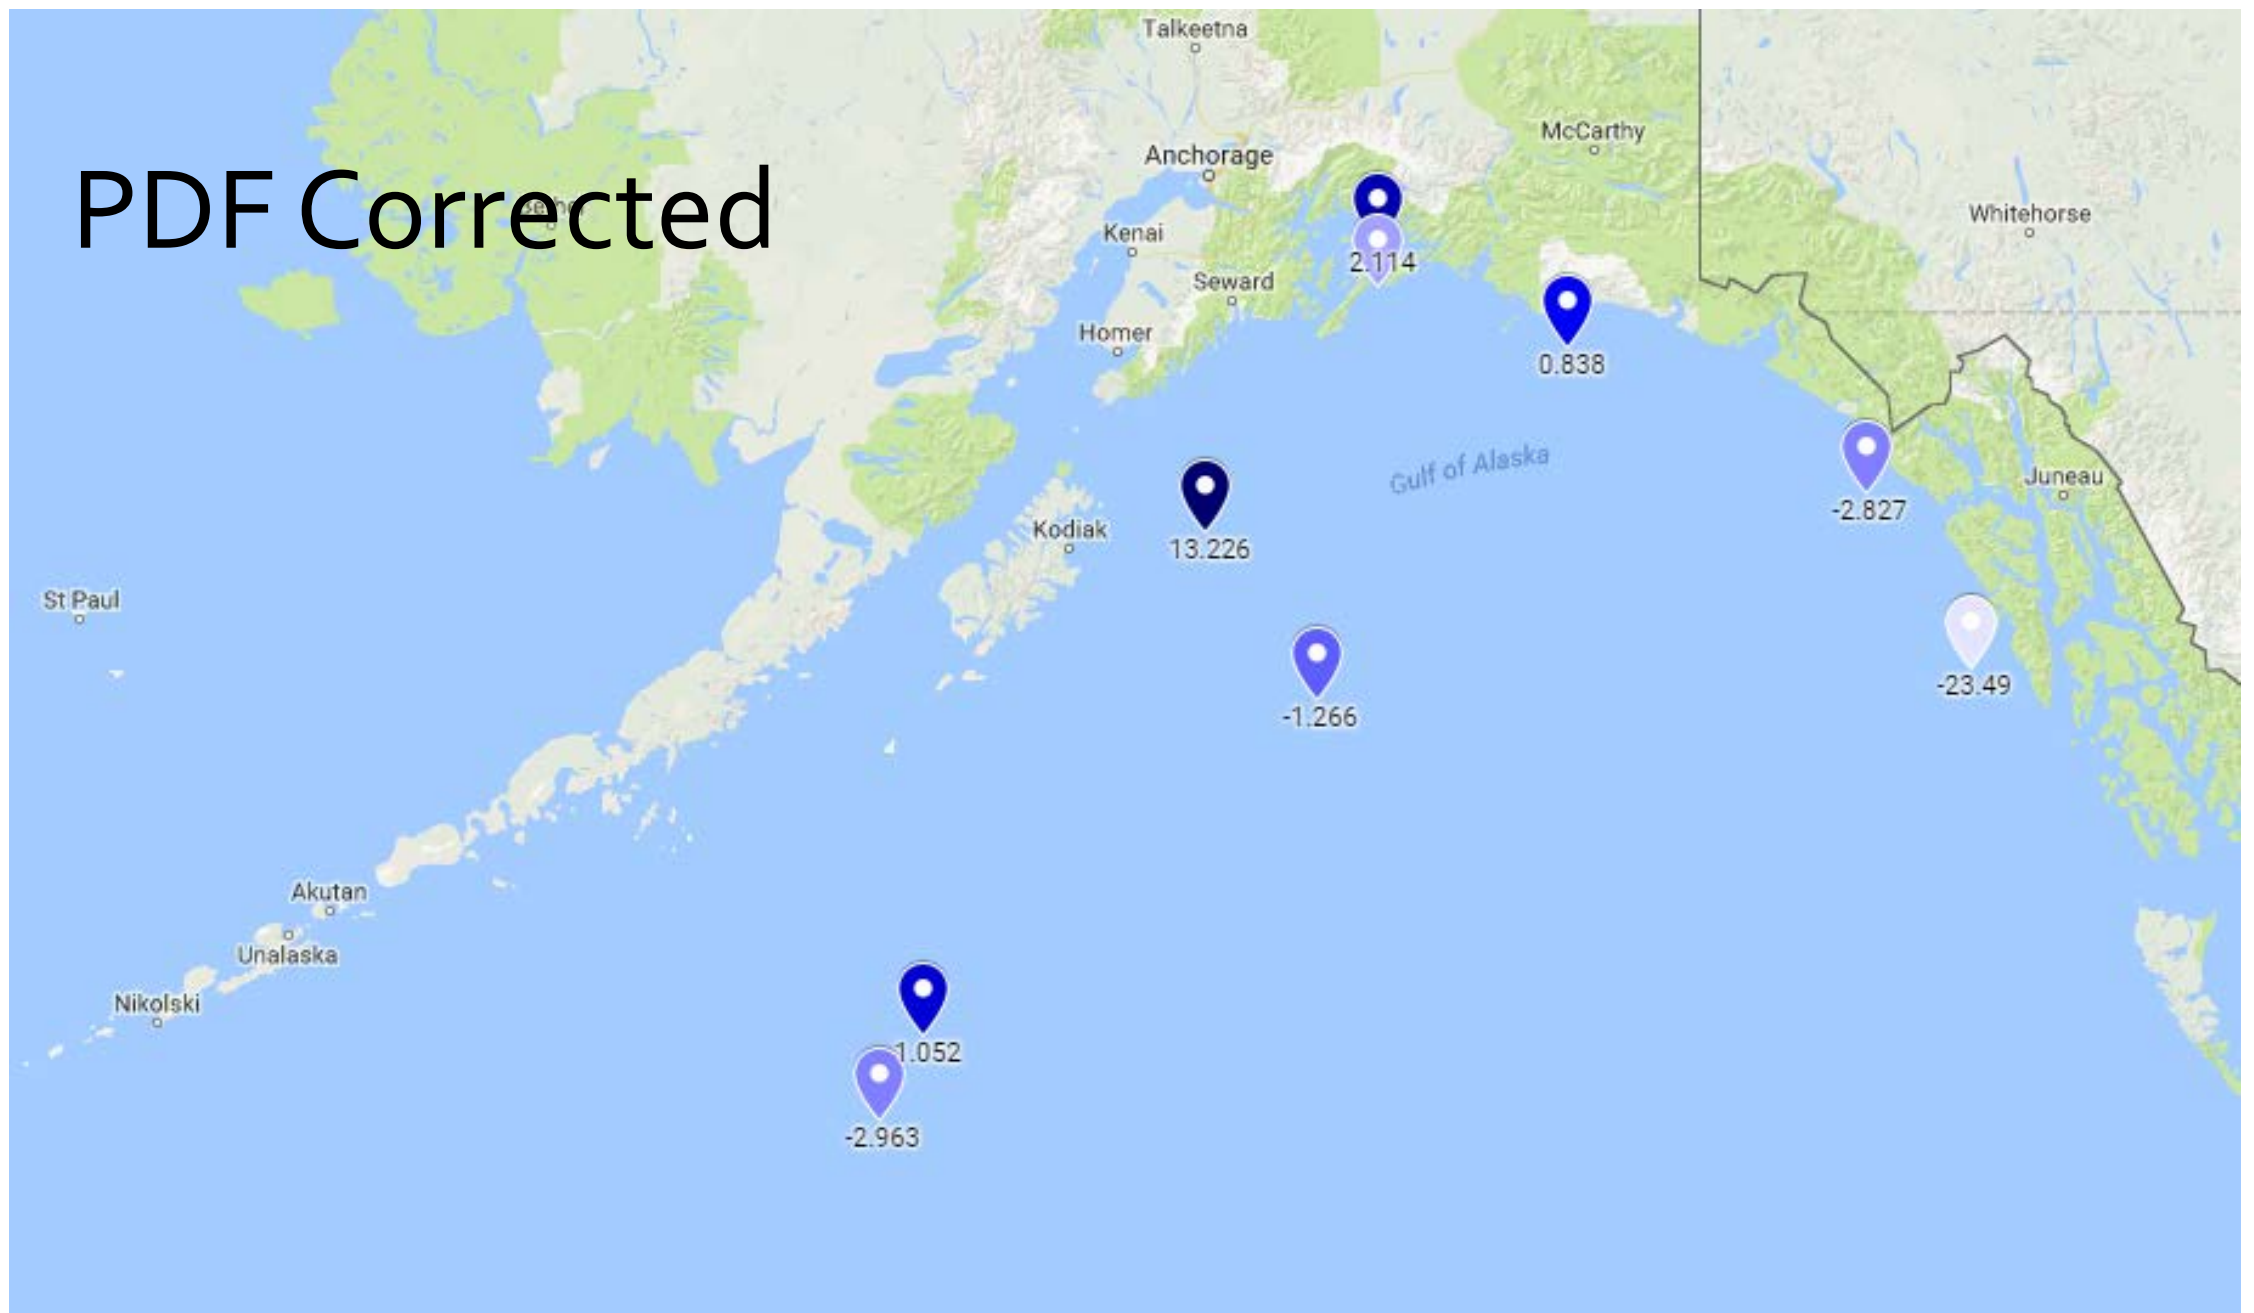 Talkeetna
McCarthy
Anchorage
PDF Corrected
Bethel
Whitehorse
Kenai
2.114
Seward
Homer
0.838
Gulf of Alaska
Juneau
-2.827
Kodiak
13.226
St Paul
-23.49
-1.266
Akutan
Unalaska
Nikolski
1.052
-2.963